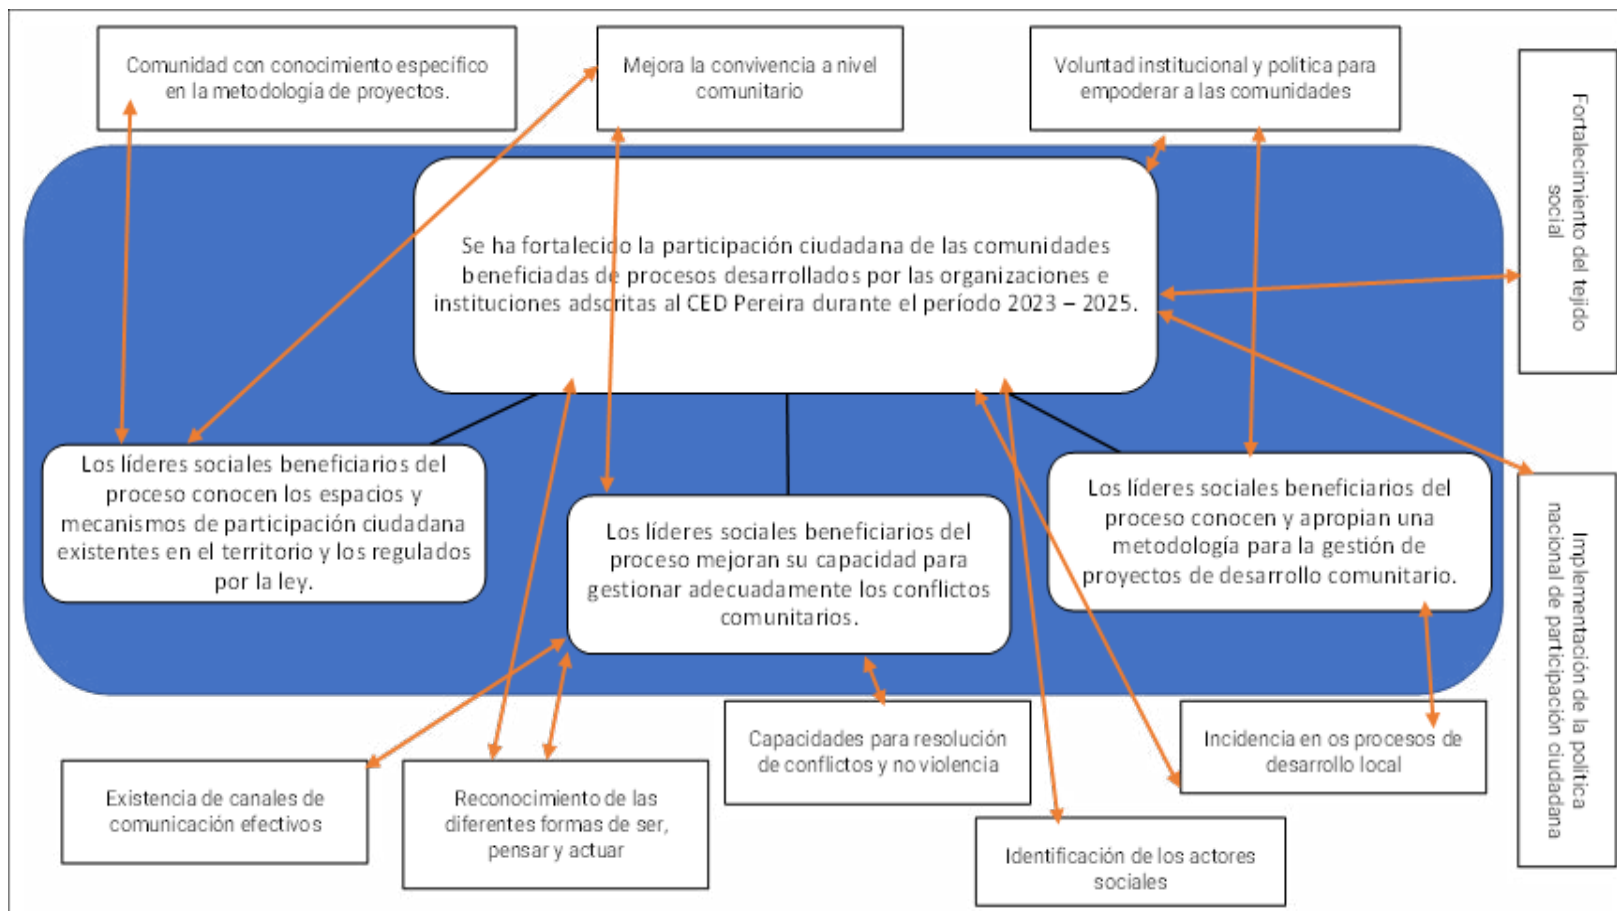 Comunidad con conocimiento específico
en la metodología de proyectos.
Mejora la convivencia a nivel
comunitario
Voluntad institucional y política para
empoderar a las comunidades
Fortalecimiento del tejido
social
Se ha fortalecido la participación ciudadana de las comunidades
beneficiadas de procesos desarrollados por las organizaciones e
instituciones adscritas al CED Pereira durante el período 2023 – 2025.
Los líderes sociales beneficiarios del
proceso conocen los espacios y
mecanismos de participación ciudadana
existentes en el territorio y los regulados
por la ley.
Los líderes sociales beneficiarios del
proceso mejoran su capacidad para
gestionar adecuadamente los conflictos
comunitarios.
Los líderes sociales beneficiarios del
proceso conocen y apropian una
metodología para la gestión de
proyectos de desarrollo comunitario.
Implementación de la política
nacional de participación ciudadana
Existencia de canales de
comunicación efectivos
Reconocimiento de las
diferentes formas de ser,
pensar y actuar
Capacidades para resolución
de conflictos y no violencia
Identificación de los actores
sociales
Incidencia en os procesos de
desarrollo local